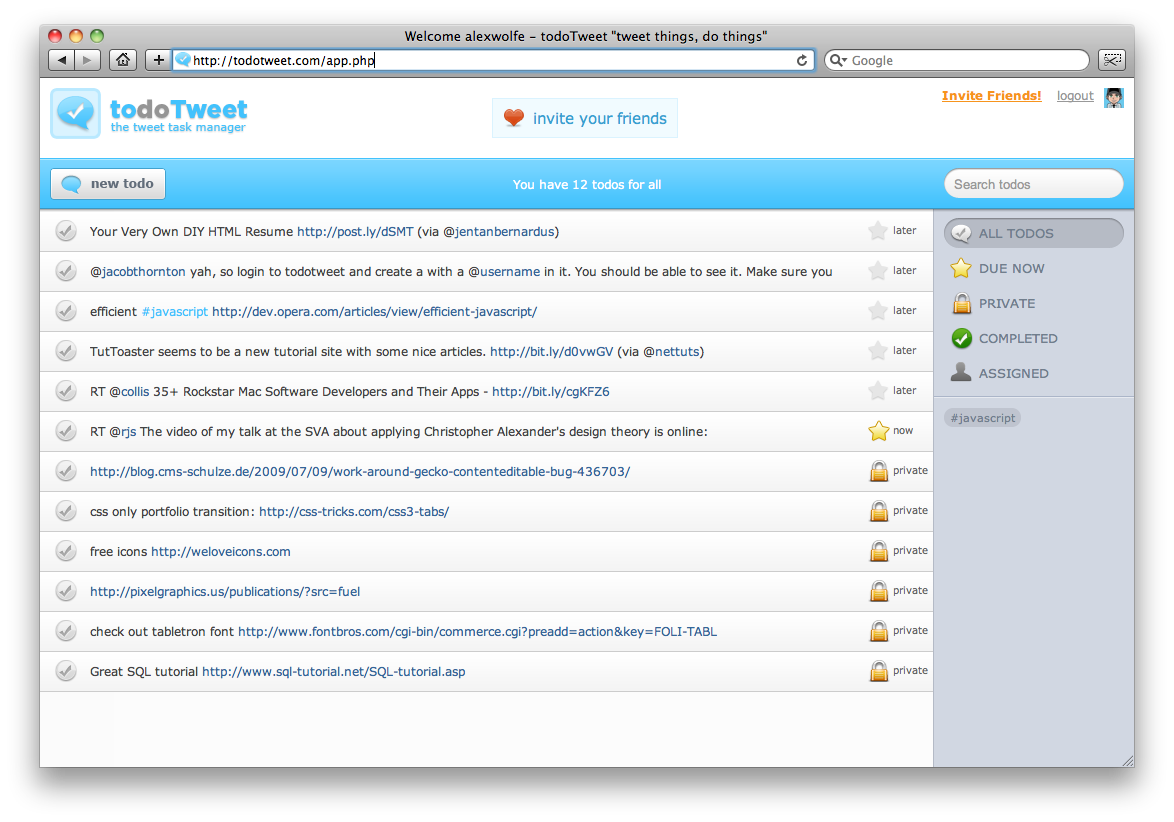 Welcome alexwolfe – todoTweet "tweet things, do things"
http://todotweet.com/app.php
Google
todoTweet
the tweet task manager
invite your friends
Invite Friends! logout
new todo
You have 12 todos for all
Search todos
Your Very Own DIY HTML Resume http://post.ly/dSMT (via @jentanbernardus) later
@jacobthornton yah, so login to todotweet and create a with a @username in it. You should be able to see it. Make sure you later
efficient #javascript http://dev.opera.com/articles/view/efficient-javascript/ later
TutToaster seems to be a new tutorial site with some nice articles. http://bit.ly/d0vwGV (via @nettuts) later
RT @collis 35+ Rockstar Mac Software Developers and Their Apps - http://bit.ly/cgKFZ6 later
RT @rjs The video of my talk at the SVA about applying Christopher Alexander's design theory is online: now
http://blog.cms-schulze.de/2009/07/09/work-around-gecko-contenteditable-bug-436703/ private
css only portfolio transition: http://css-tricks.com/css3-tabs/ private
free icons http://weloveicons.com private
http://pixelgraphics.us/publications/?src=fuel private
check out tabletron font http://www.fontbros.com/cgi-bin/commerce.cgi?preadd=action&key=FOLI-TABL private
Great SQL tutorial http://www.sql-tutorial.net/SQL-tutorial.asp private
ALL TODOS
DUE NOW
PRIVATE
COMPLETED
ASSIGNED
#javascript